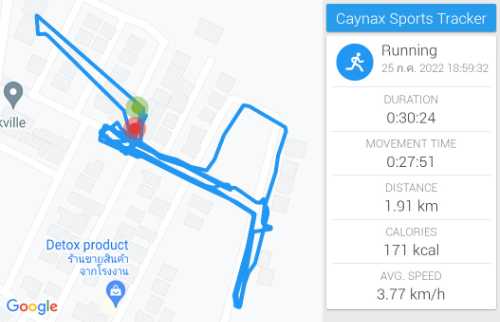 kville
Detox product
ร้านขายสินค้า
จากโรงงาน
Google
Caynax Sports Tracker
Running
25 ก.ค. 2022 18:59:32
DURATION
0:30:24
MOVEMENT TIME
0:27:51
DISTANCE
1.91 km
CALORIES
171 kcal
AVG. SPEED
3.77 km/h